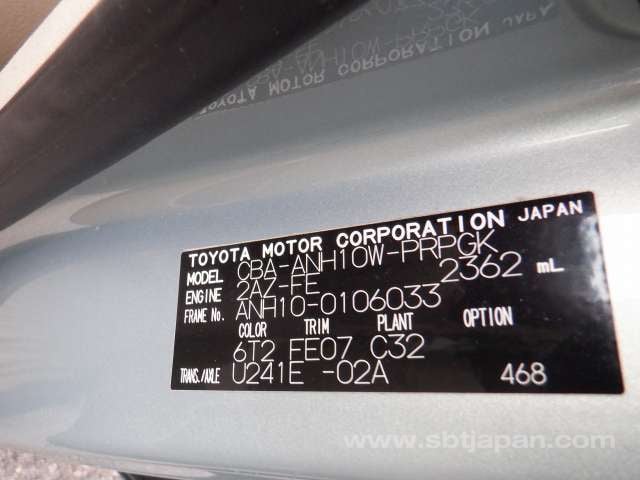 TOYOTA MOTOR CORPORATION JAPAN
MODEL CBA-ANH10W-PRPGK
ENGINE 2AZ-FE 2362 mL
FRAME No. ANH10-0106033
COLOR TRIM PLANT OPTION
6T2 FE07 C32
TRANS./AXLE U241E -02A 468
www.sbtjapan.com